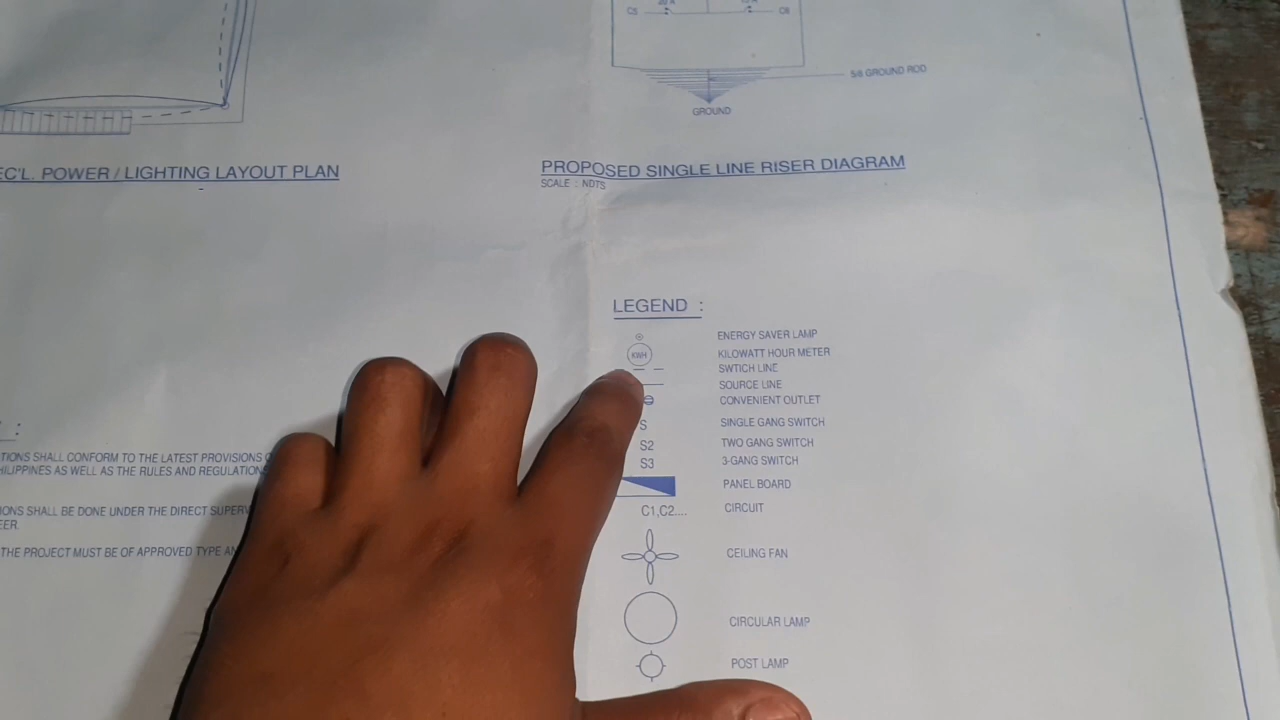 C5 20 A C6
5/8 GROUND ROD
GROUND
EC'L. POWER / LIGHTING LAYOUT PLAN
PROPOSED SINGLE LINE RISER DIAGRAM
SCALE : NDTS
LEGEND :
ENERGY SAVER LAMP
KWH KILOWATT HOUR METER
SWTICH LINE
SOURCE LINE
CONVENIENT OUTLET
S SINGLE GANG SWITCH
S2 TWO GANG SWITCH
S3 3-GANG SWITCH
PANEL BOARD
C1,C2.... CIRCUIT
CEILING FAN
CIRCULAR LAMP
POST LAMP
:
TIONS SHALL CONFORM TO THE LATEST PROVISIONS
HILIPPINES AS WELL AS THE RULES AND REGULATION
IONS SHALL BE DONE UNDER THE DIRECT SUPERV
EER.
THE PROJECT MUST BE OF APPROVED TYPE AN